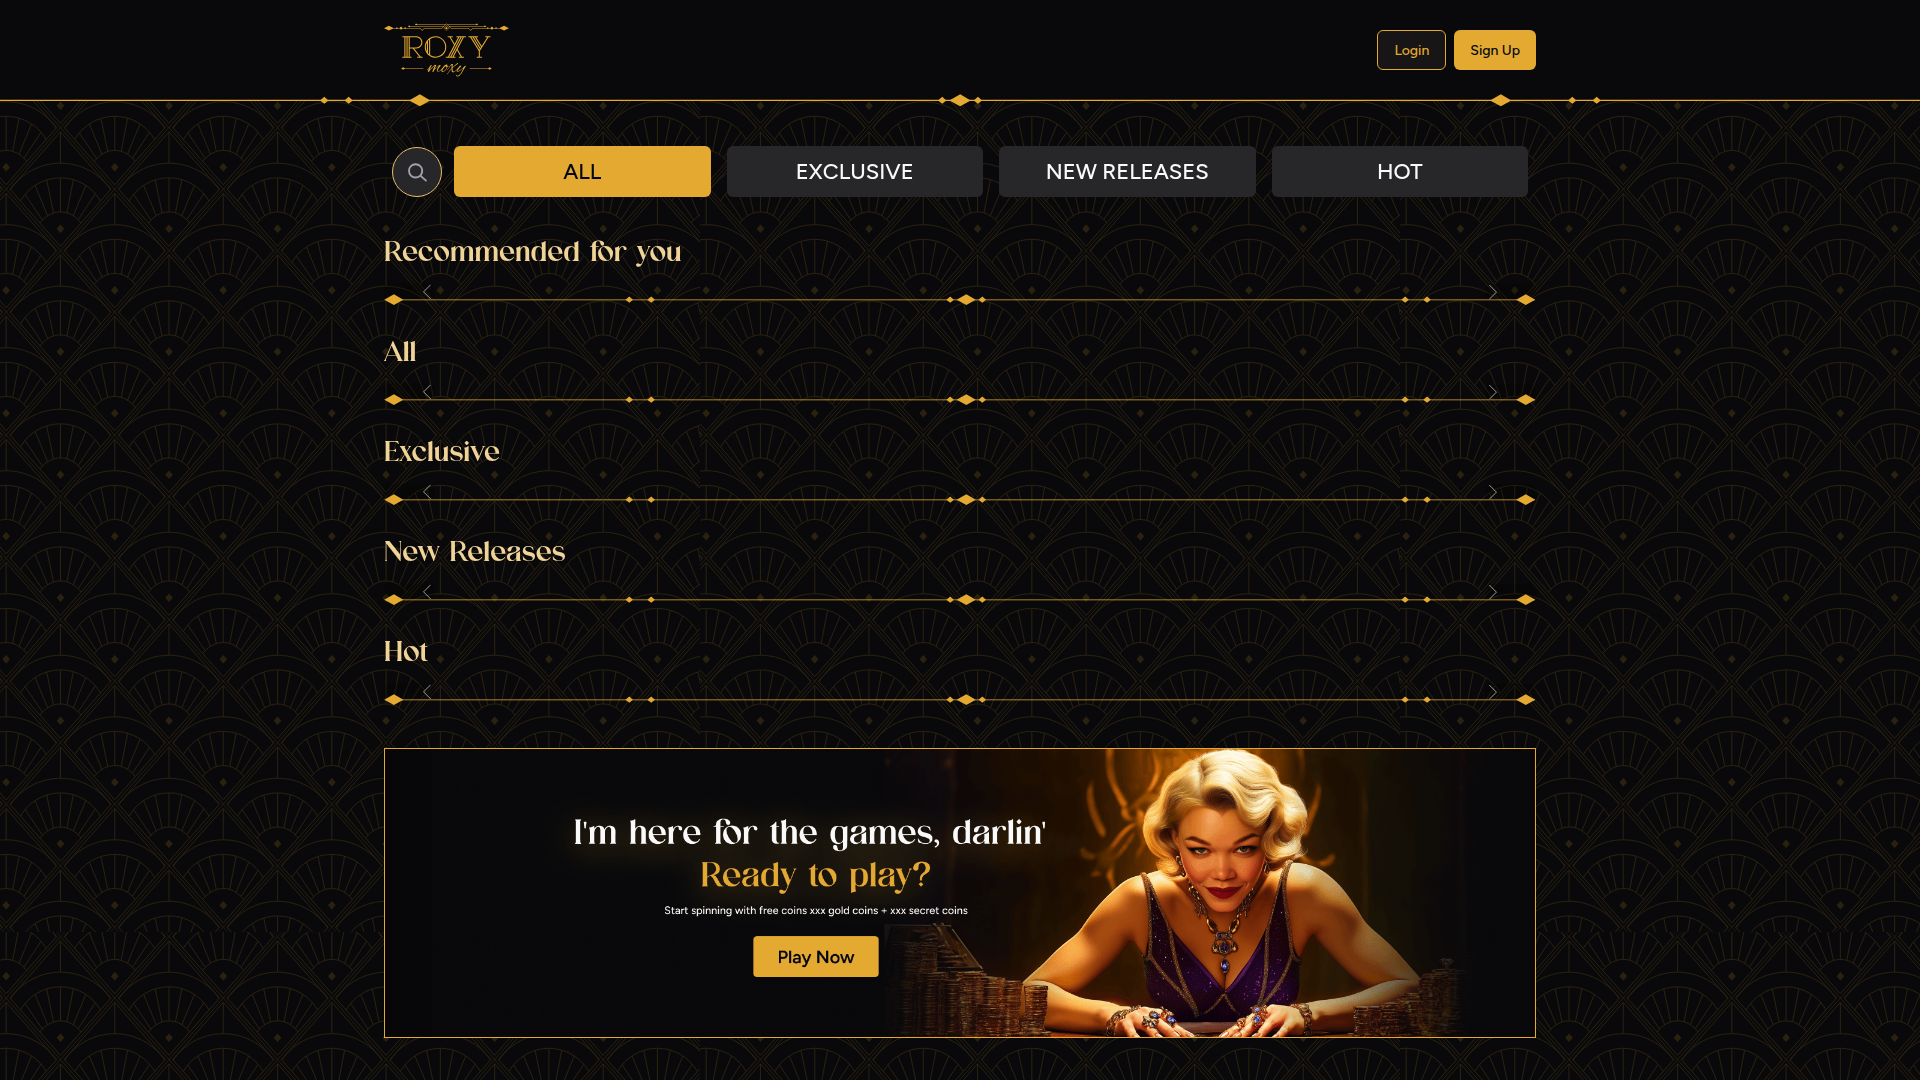 ROXY
moxy
Login
Sign Up
ALL
EXCLUSIVE
NEW RELEASES
HOT
Recommended for you
All
Exclusive
New Releases
Hot
I'm here for the games, darlin'
Ready to play?
Start spinning with free coins xxx gold coins + xxx secret coins
Play Now